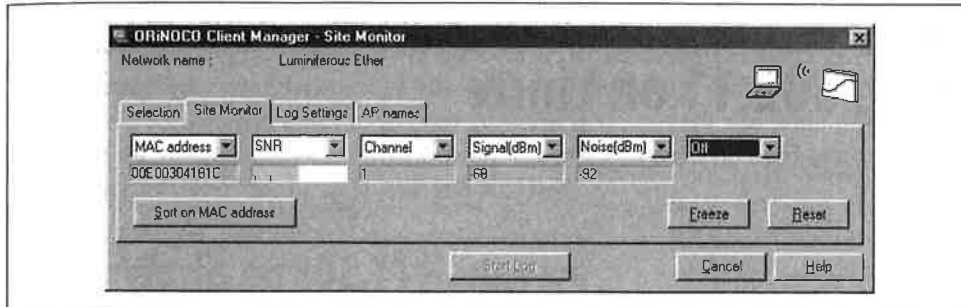 ORiNOCO Client Manager - Site Monitor
Network name : Luminiferous Ether
Selection Site Monitor Log Settings AP names
MAC address SNR Channel Signal(dBm) Noise(dBm) Off
00E00304181C 1 -68 -92
Sort on MAC address Freeze Reset
Start Log Cancel Help